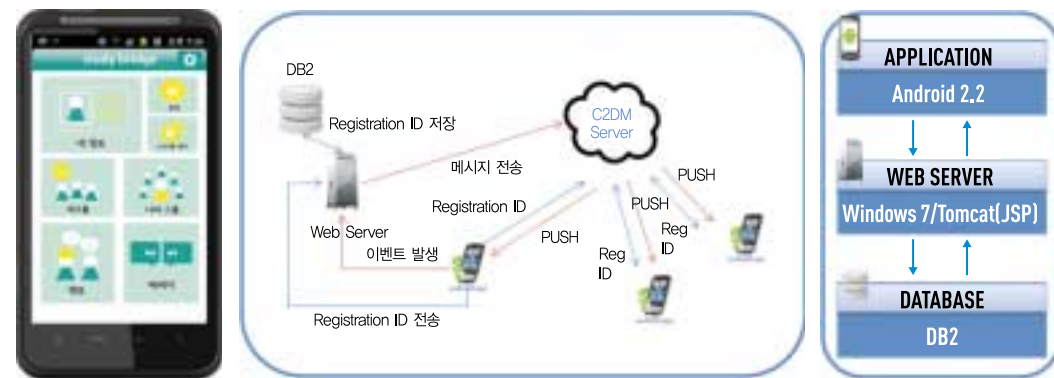 study bridge
DB2
Registration ID 저장
C2DM
Server
메시지 전송
PUSH
Registration ID
PUSH
Web Server
Reg
ID
이벤트 발생
PUSH
Reg
ID
Registration ID 전송
APPLICATION
Android 2.2
WEB SERVER
Windows 7/Tomcat(JSP)
DATABASE
DB2